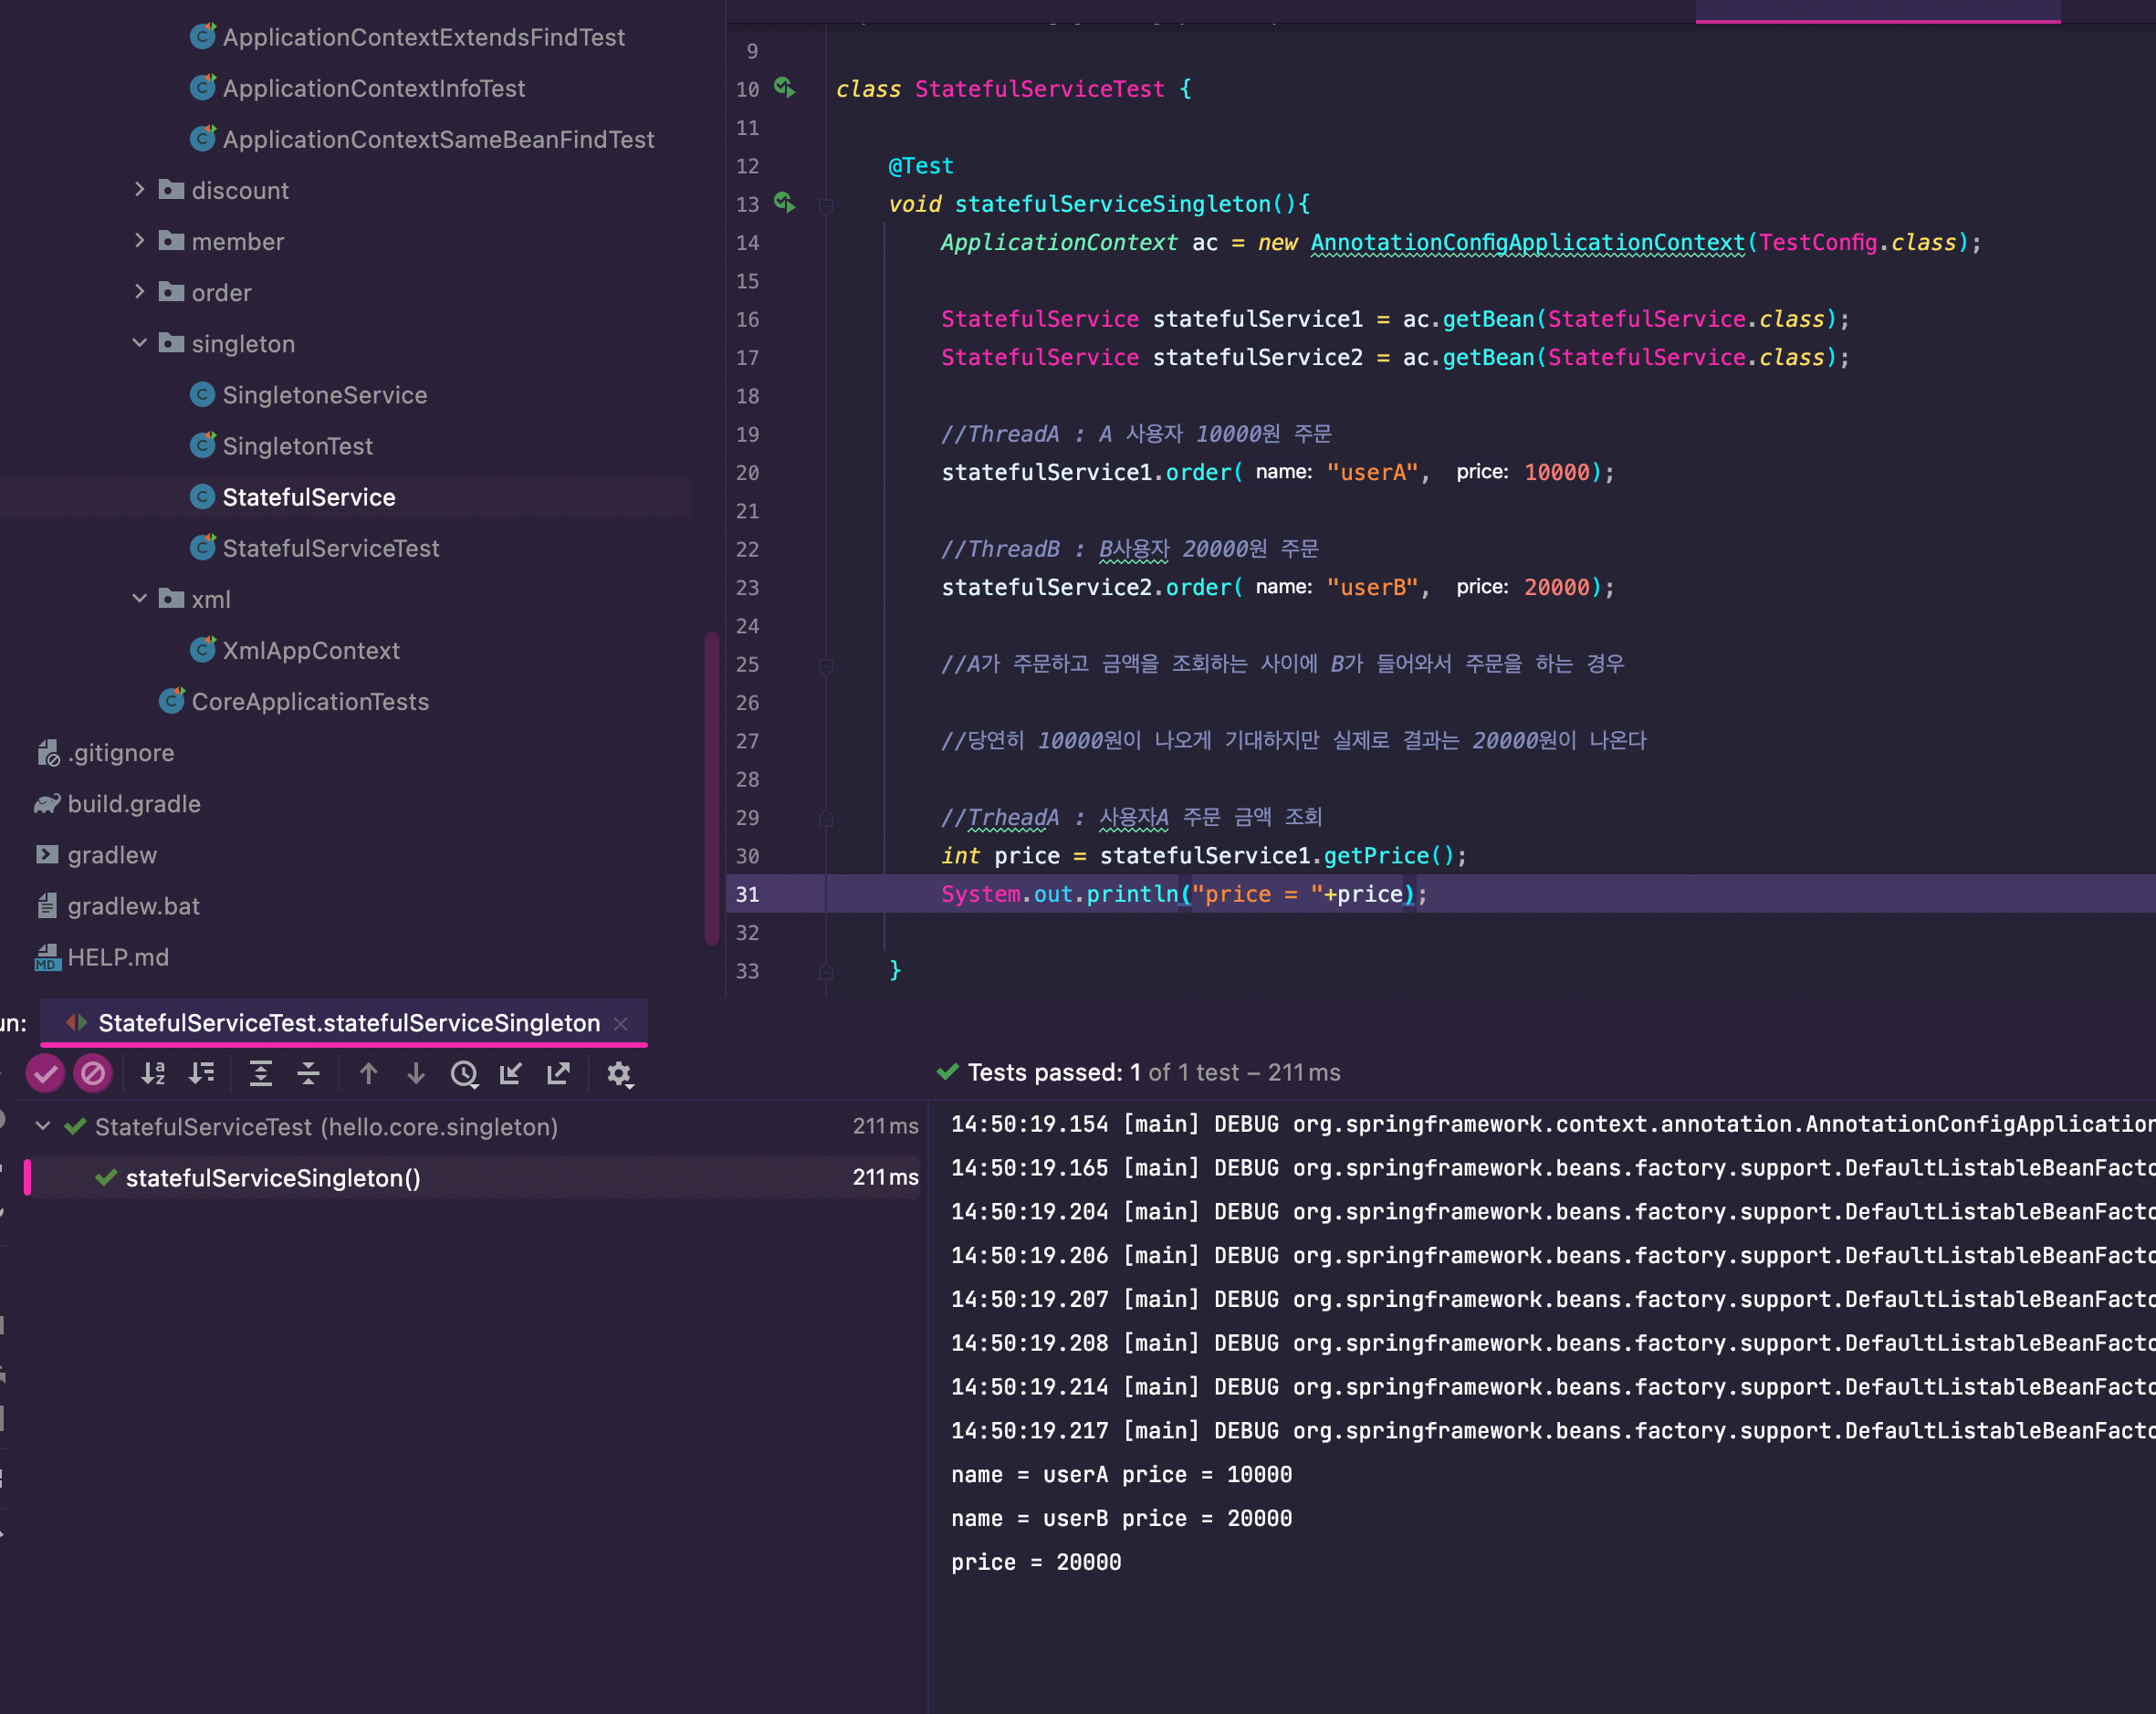 ApplicationContextExtendsFindTest
ApplicationContextInfoTest
ApplicationContextSameBeanFindTest
discount
member
order
singleton
SingletoneService
SingletonTest
StatefulService
StatefulServiceTest
xml
XmlAppContext
CoreApplicationTests
.gitignore
build.gradle
gradlew
gradlew.bat
HELP.md
9
10 class StatefulServiceTest {
11
12 @Test
13 void statefulServiceSingleton(){
14 ApplicationContext ac = new AnnotationConfigApplicationContext(TestConfig.class);
15
16 StatefulService statefulService1 = ac.getBean(StatefulService.class);
17 StatefulService statefulService2 = ac.getBean(StatefulService.class);
18
19 //ThreadA : A 사용자 10000원 주문
20 statefulService1.order( name: "userA", price: 10000);
21
22 //ThreadB : B사용자 20000원 주문
23 statefulService2.order( name: "userB", price: 20000);
24
25 //A가 주문하고 금액을 조회하는 사이에 B가 들어와서 주문을 하는 경우
26
27 //당연히 10000원이 나오게 기대하지만 실제로 결과는 20000원이 나온다
28
29 //TrheadA : 사용자A 주문 금액 조회
30 int price = statefulService1.getPrice();
31 System.out.println("price = "+price);
32
33 }
un: StatefulServiceTest.statefulServiceSingleton
Tests passed: 1 of 1 test – 211 ms
StatefulServiceTest (hello.core.singleton) 211 ms
statefulServiceSingleton() 211 ms
14:50:19.154 [main] DEBUG org.springframework.context.annotation.AnnotationConfigApplication
14:50:19.165 [main] DEBUG org.springframework.beans.factory.support.DefaultListableBeanFacto
14:50:19.204 [main] DEBUG org.springframework.beans.factory.support.DefaultListableBeanFacto
14:50:19.206 [main] DEBUG org.springframework.beans.factory.support.DefaultListableBeanFacto
14:50:19.207 [main] DEBUG org.springframework.beans.factory.support.DefaultListableBeanFacto
14:50:19.208 [main] DEBUG org.springframework.beans.factory.support.DefaultListableBeanFacto
14:50:19.214 [main] DEBUG org.springframework.beans.factory.support.DefaultListableBeanFacto
14:50:19.217 [main] DEBUG org.springframework.beans.factory.support.DefaultListableBeanFacto
name = userA price = 10000
name = userB price = 20000
price = 20000